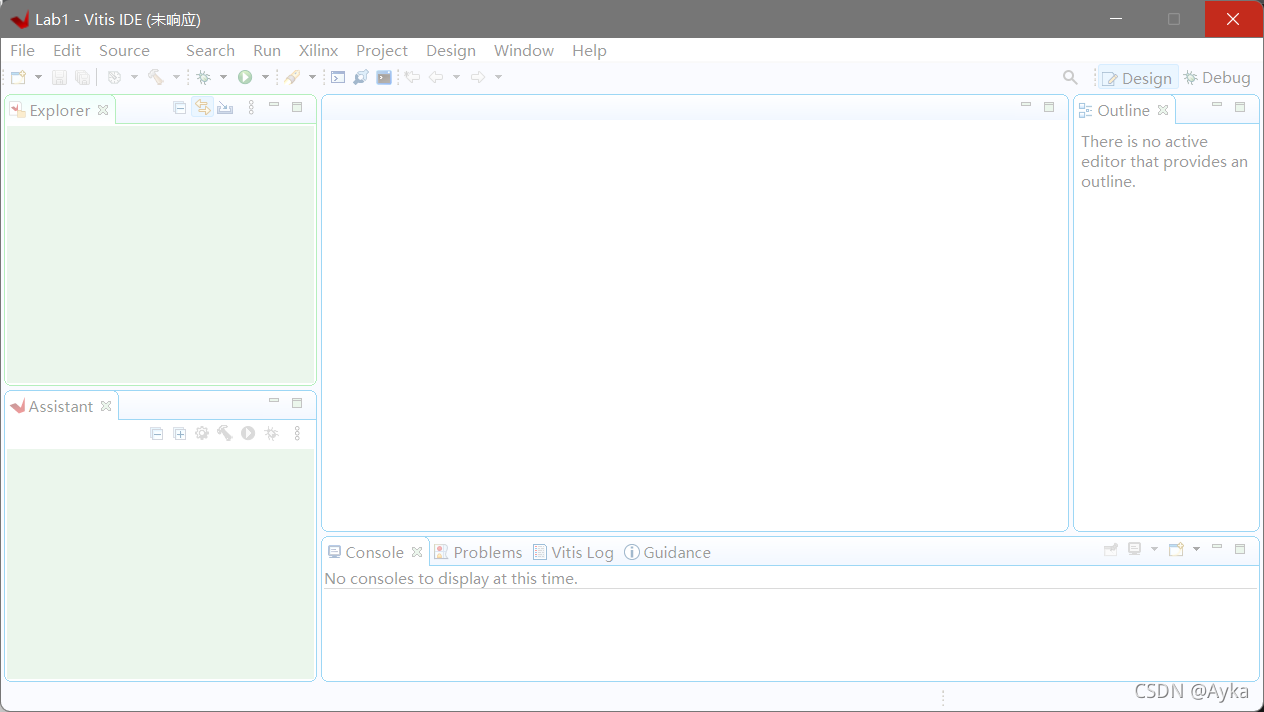 Lab1 - Vitis IDE (未响应)
File Edit Source Search Run Xilinx Project Design Window Help
Design Debug
Explorer
Outline
There is no active
editor that provides an
outline.
Assistant
Console Problems Vitis Log Guidance
No consoles to display at this time.
CSDN @Ayka